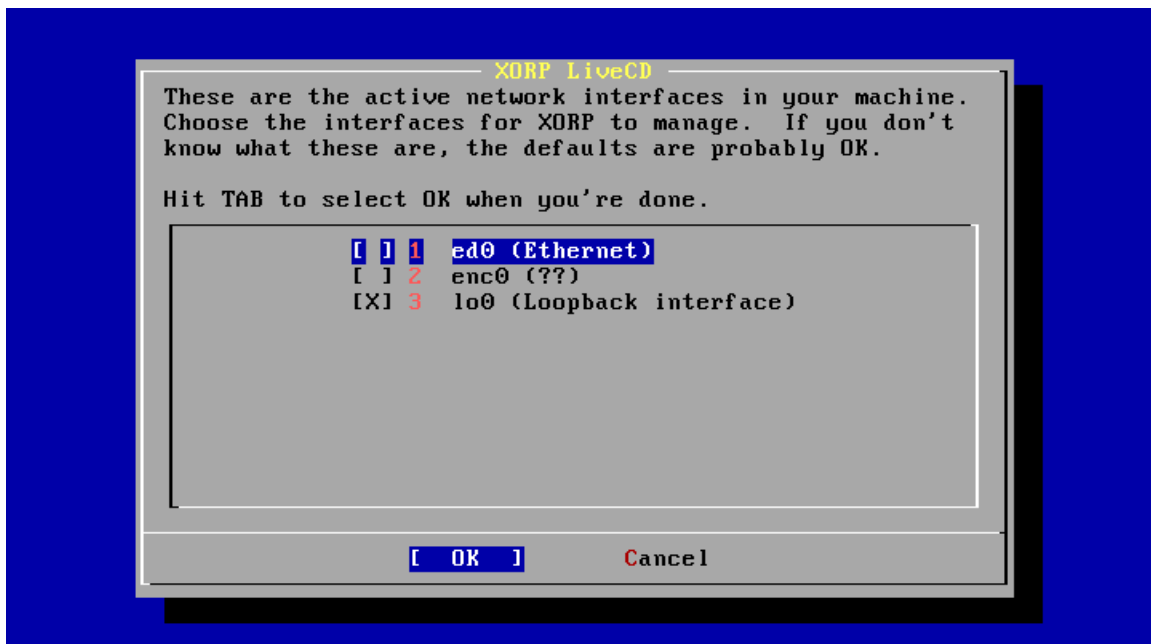 XORP LiveCD
These are the active network interfaces in your machine.
Choose the interfaces for XORP to manage.  If you don't
know what these are, the defaults are probably OK.
Hit TAB to select OK when you're done.
[ ] 1  ed0 (Ethernet)
[ ] 2  enc0 (??)
[X] 3  lo0 (Loopback interface)
[  OK  ]       Cancel